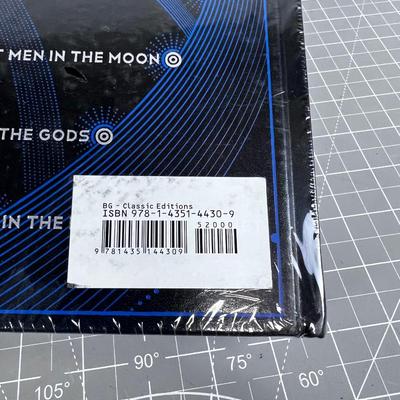 T MEN IN THE MOON
THE GODS
IN THE
BG - Classic Editions
ISBN 978-1-4351-4430-9
52000
9 781435 144309
105°
90°
75°
60°